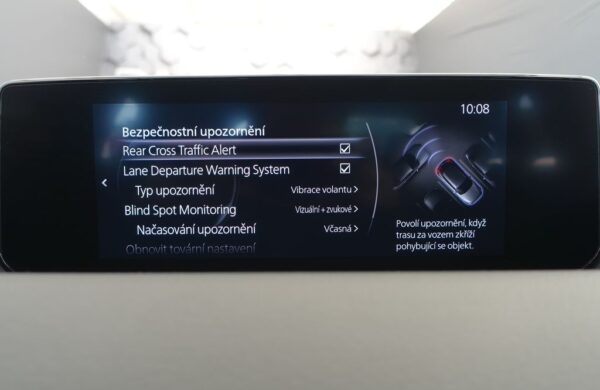 10:08
Bezpečnostní upozornění
Rear Cross Traffic Alert
Lane Departure Warning System
Typ upozornění Vibrace volantu
Blind Spot Monitoring Vizuální + zvukové
Načasování upozornění Včasná
Obnovit tovární nastavení
Povolí upozornění, když
trasu za vozem zkříží
pohybující se objekt.